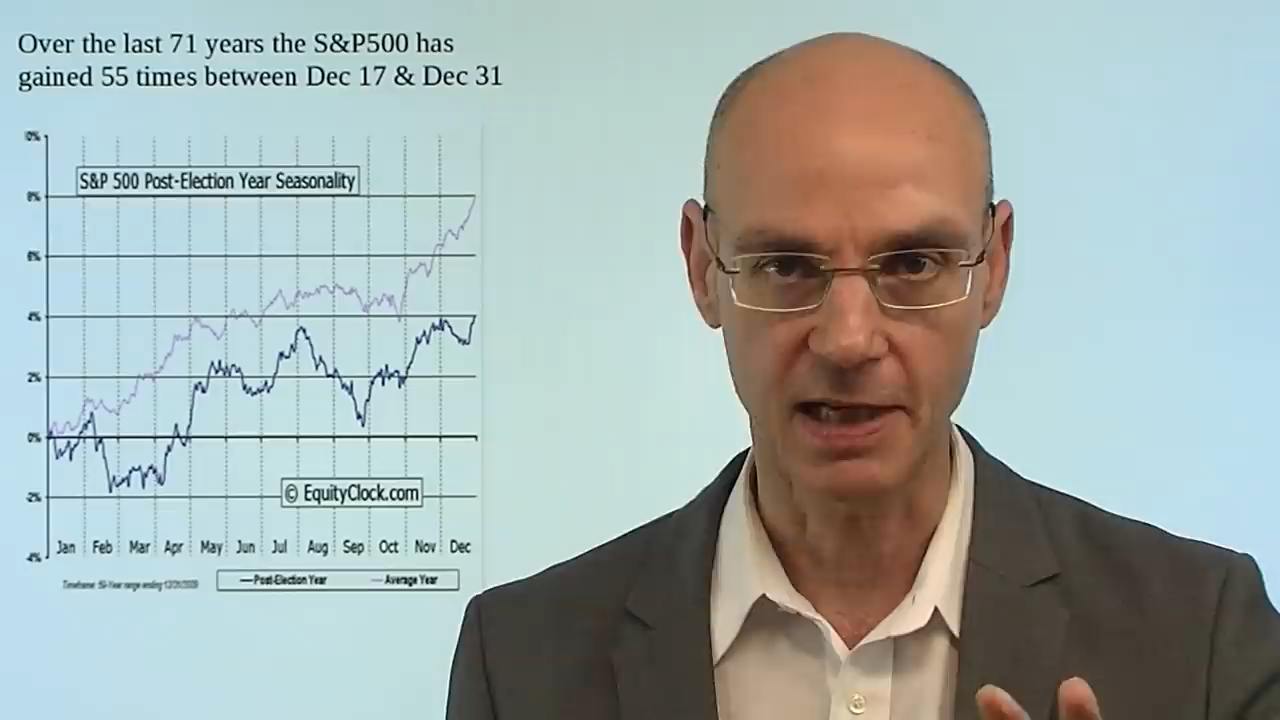 Over the last 71 years the S&P500 has
gained 55 times between Dec 17 & Dec 31
S&P 500 Post-Election Year Seasonality
8%
6%
4%
2%
0%
-2%
-4%
© EquityClock.com
Jan Feb Mar Apr May Jun Jul Aug Sep Oct Nov Dec
Post-Election Year Average Year